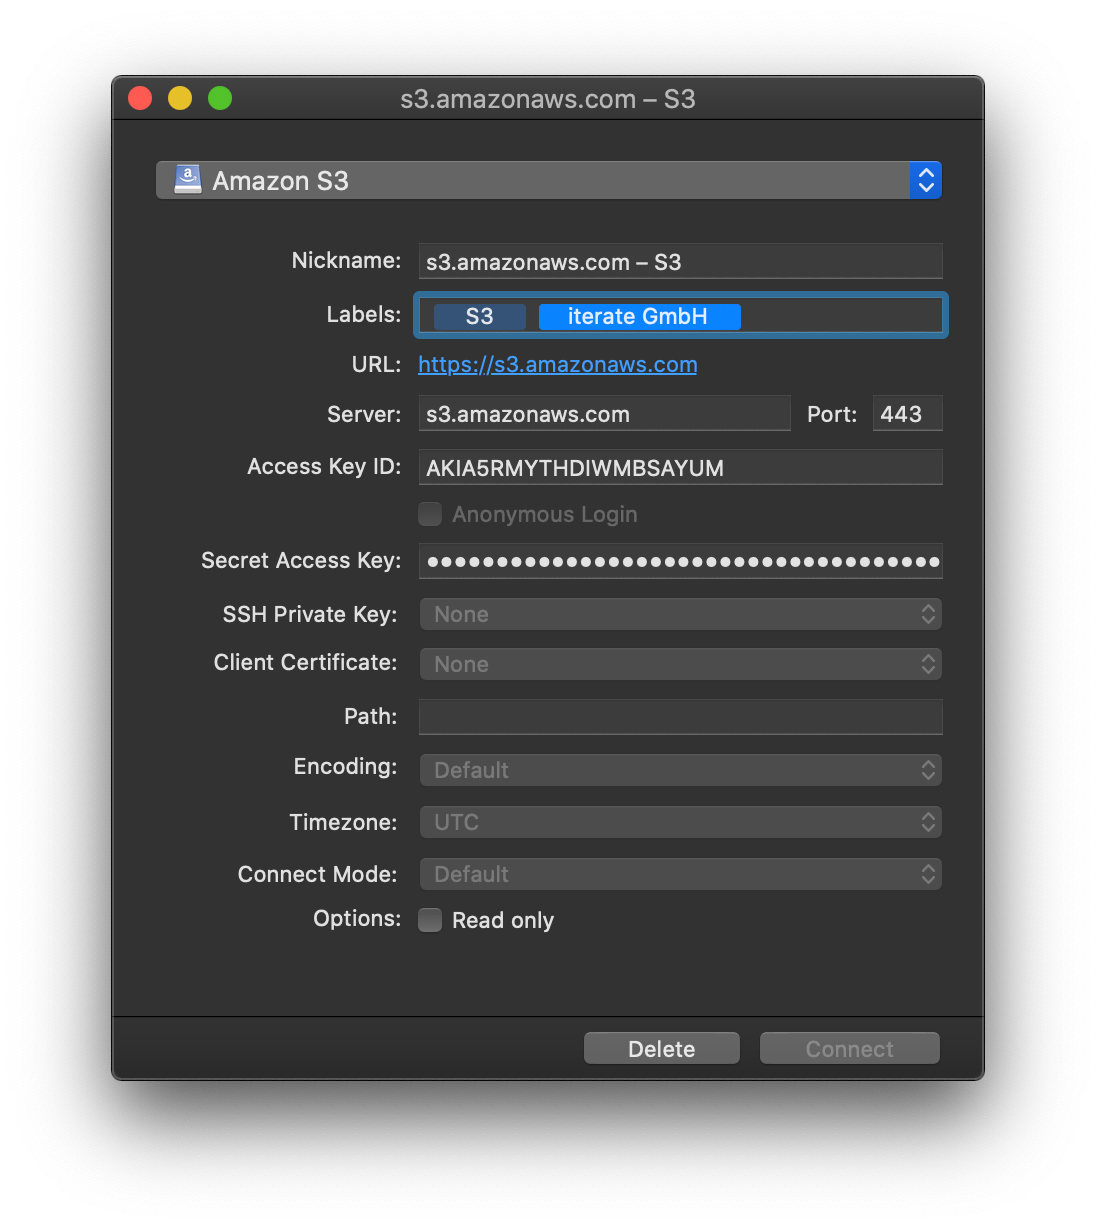 s3.amazonaws.com – S3
Amazon S3
Nickname: s3.amazonaws.com – S3
Labels: S3 iterate GmbH
URL: https://s3.amazonaws.com
Server: s3.amazonaws.com Port: 443
Access Key ID: AKIA5RMYTHDIWMBSAYUM
Anonymous Login
Secret Access Key: •••••••••••••••••••••••••••••••••••••
SSH Private Key: None
Client Certificate: None
Path:
Encoding: Default
Timezone: UTC
Connect Mode: Default
Options: Read only
Delete Connect